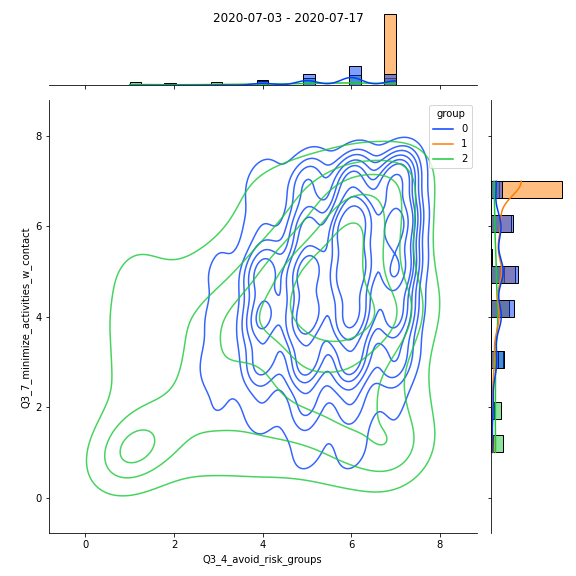 2020-07-03 - 2020-07-17
group
0
1
2
8
6
4
2
0
Q3_7_minimize_activities_w_contact
0 2 4 6 8
Q3_4_avoid_risk_groups